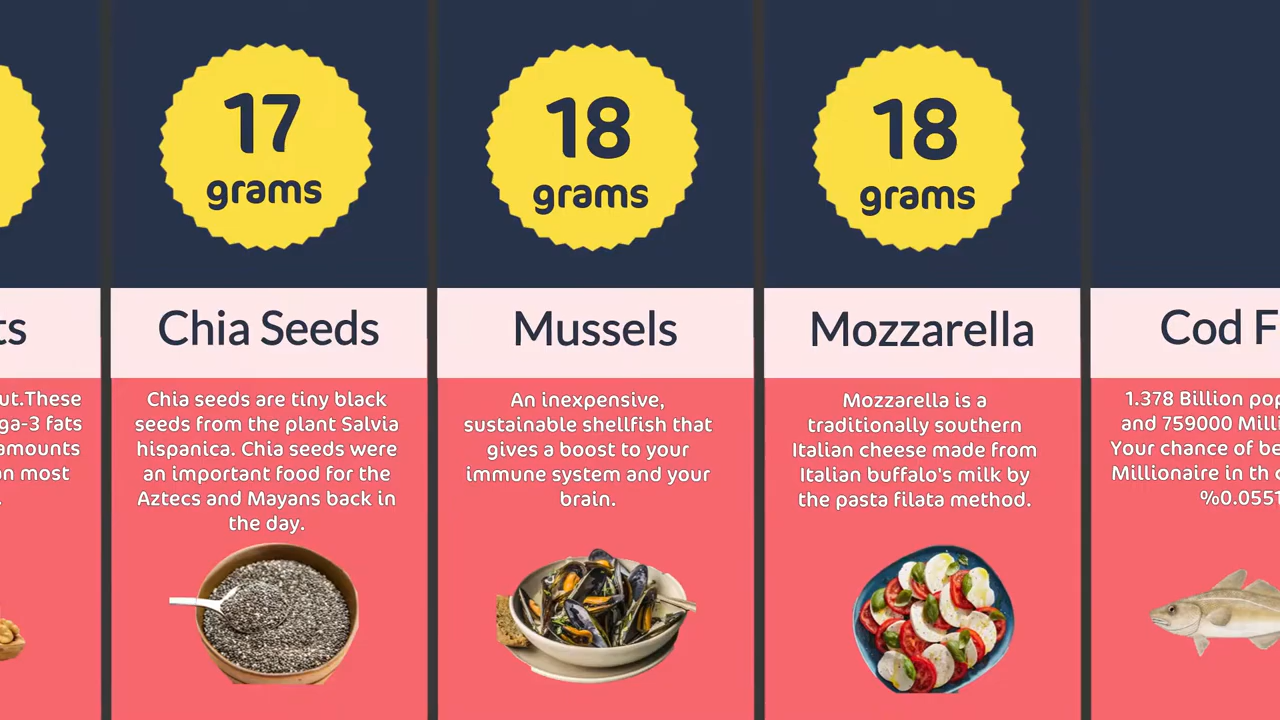 17
grams
18
grams
18
grams
ts
Chia Seeds
Mussels
Mozzarella
Cod F
ut.These
ga-3 fats
amounts
an most
.
Chia seeds are tiny black
seeds from the plant Salvia
hispanica. Chia seeds were
an important food for the
Aztecs and Mayans back in
the day.
An inexpensive,
sustainable shellfish that
gives a boost to your
immune system and your
brain.
Mozzarella is a
traditionally southern
Italian cheese made from
Italian buffalo's milk by
the pasta filata method.
1.378 Billion pop
and 759000 Milli
Your chance of be
Millionaire in th c
%0.0551